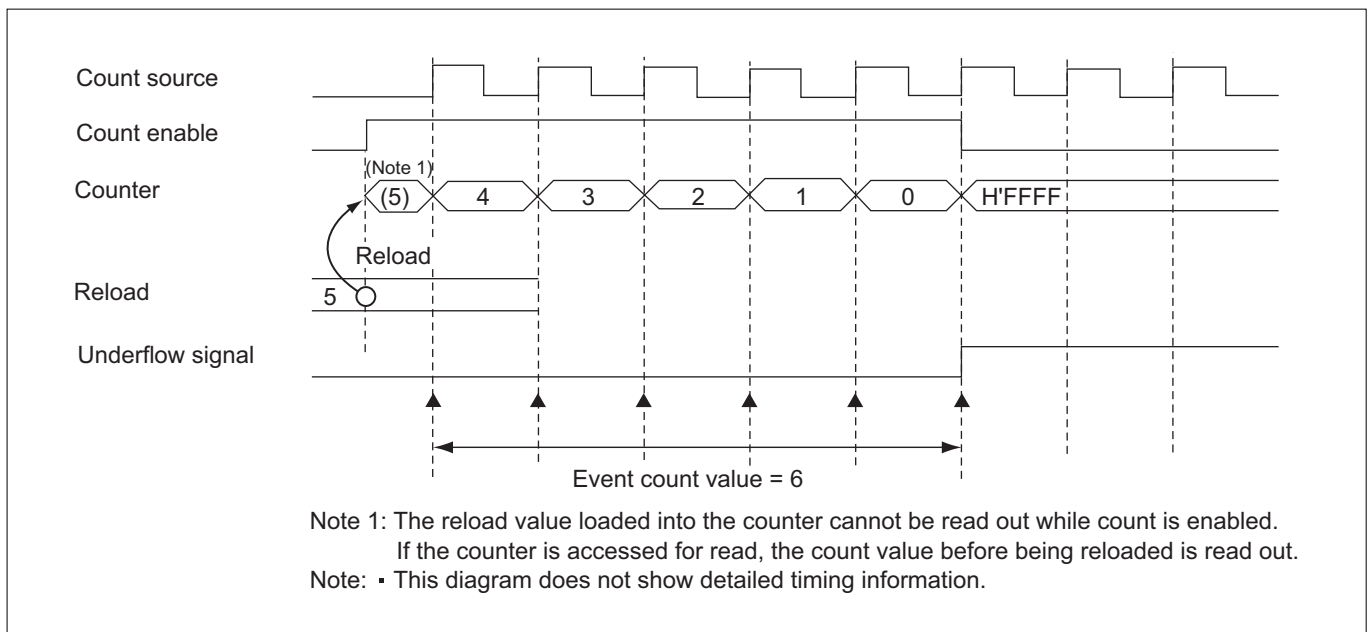 Count source
Count enable
(Note 1)
Counter
(5) 4 3 2 1 0 H'FFFF
Reload
Reload
5
Underflow signal
Event count value = 6
Note 1: The reload value loaded into the counter cannot be read out while count is enabled.
If the counter is accessed for read, the count value before being reloaded is read out.
Note: ▪ This diagram does not show detailed timing information.